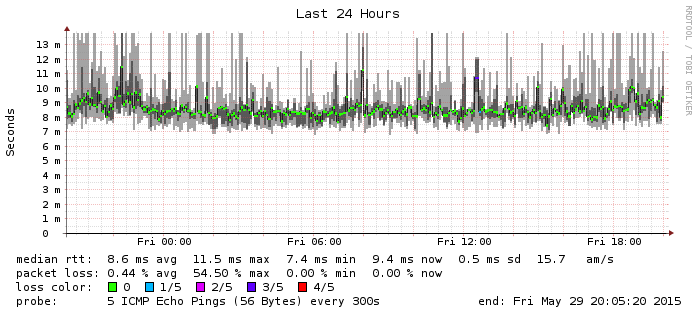 Last 24 Hours
RRDTOOL / TOBI OETIKER
Seconds
13 m
12 m
11 m
10 m
9 m
8 m
7 m
6 m
5 m
4 m
3 m
2 m
1 m
0
Fri 00:00 Fri 06:00 Fri 12:00 Fri 18:00
median rtt: 8.6 ms avg 11.5 ms max 7.4 ms min 9.4 ms now 0.5 ms sd 15.7 am/s
packet loss: 0.44 % avg 54.50 % max 0.00 % min 0.00 % now
loss color: 0 1/5 2/5 3/5 4/5
probe: 5 ICMP Echo Pings (56 Bytes) every 300s end: Fri May 29 20:05:20 2015